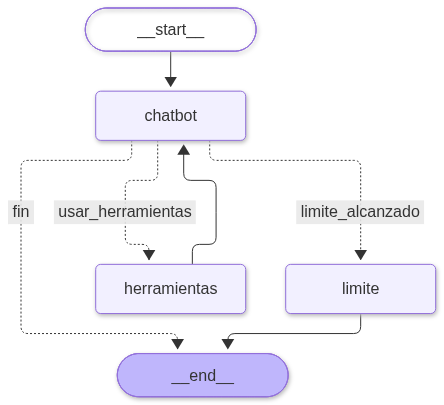 __start__
chatbot
fin
usar_herramientas
limite_alcanzado
herramientas
limite
__end__